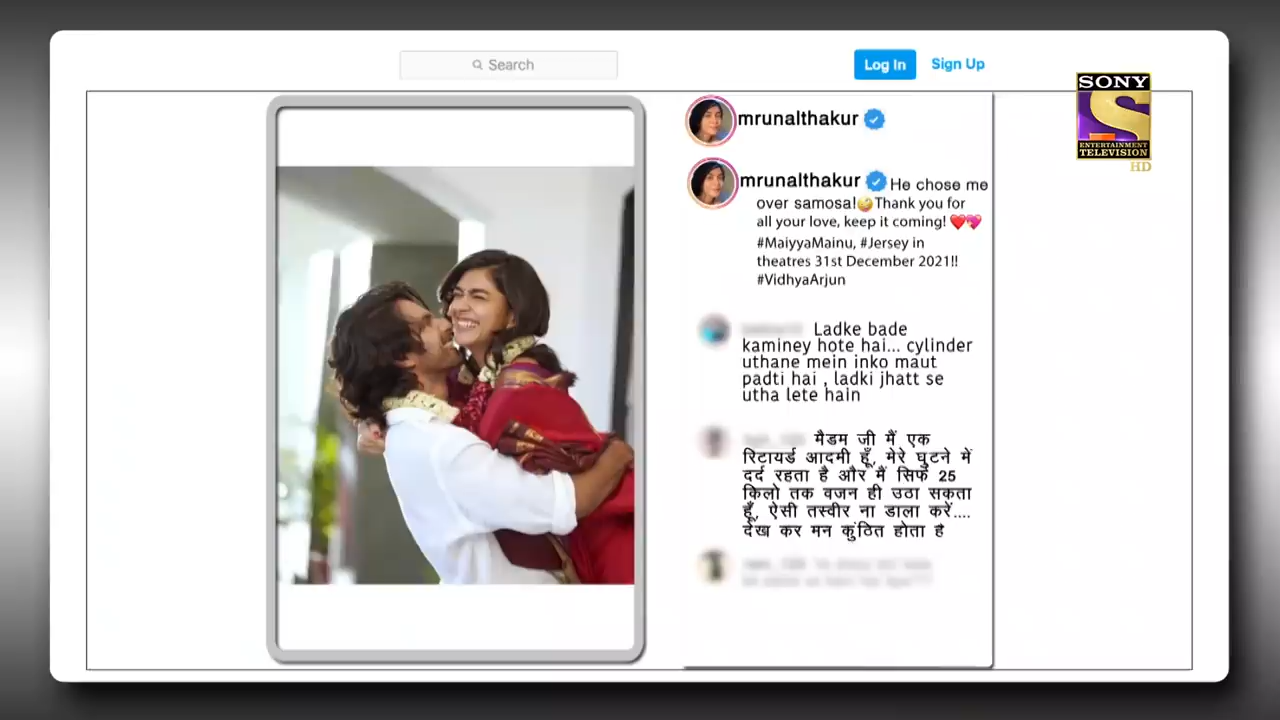 Search
Log In
Sign Up
SONY
ENTERTAINMENT
TELEVISION
HD
mrunalthakur
mrunalthakur He chose me
over samosa!🤪Thank you for
all your love, keep it coming! ❤️💖
#MaiyyaMainu, #Jersey in
theatres 31st December 2021!!
#VidhyaArjun
Ladke bade
kaminey hote hai... cylinder
uthane mein inko maut
padti hai , ladki jhatt se
utha lete hain
मैडम जी मैं एक
रिटायर्ड आदमी हूँ, मेरे घुटने में
दर्द रहता है और मैं सिर्फ 25
किलो तक वजन ही उठा सकता
हूँ, ऐसी तस्वीर ना डाला करें....
देख कर मन कुंठित होता है